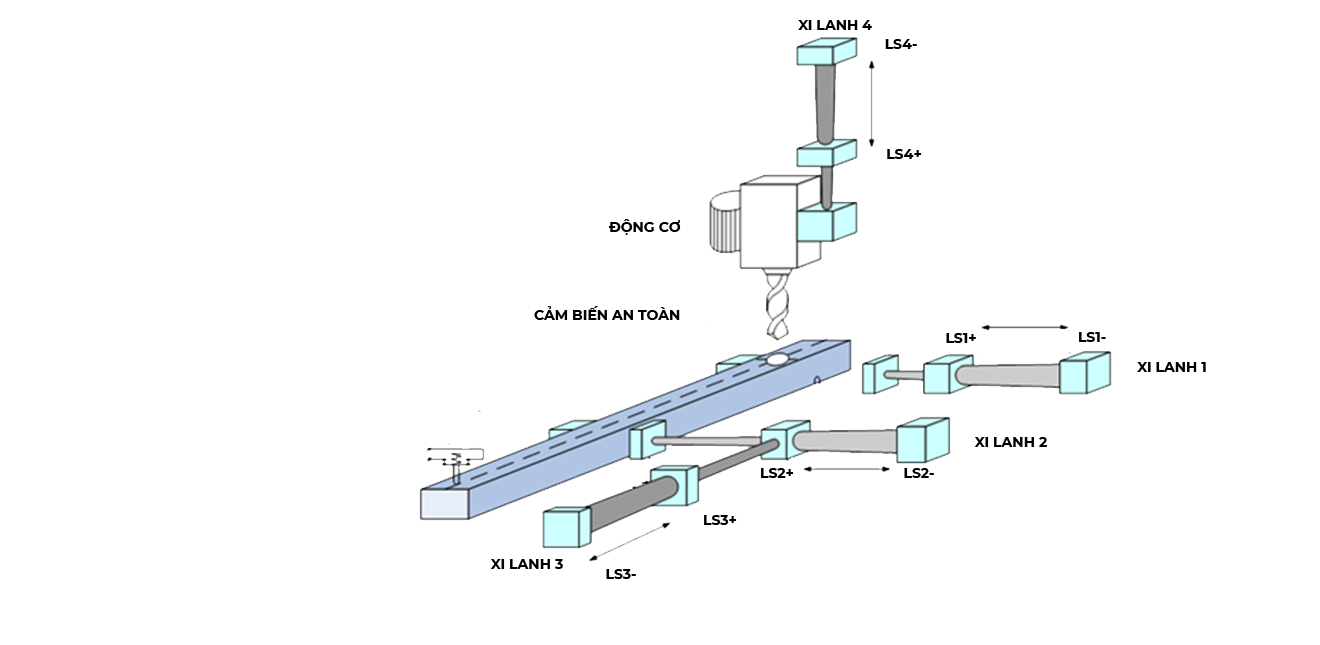 XI LANH 4
LS4-
LS4+
ĐỘNG CƠ
CẢM BIẾN AN TOÀN
LS1+
LS1-
XI LANH 1
XI LANH 2
LS2+
LS2-
LS3+
XI LANH 3
LS3-